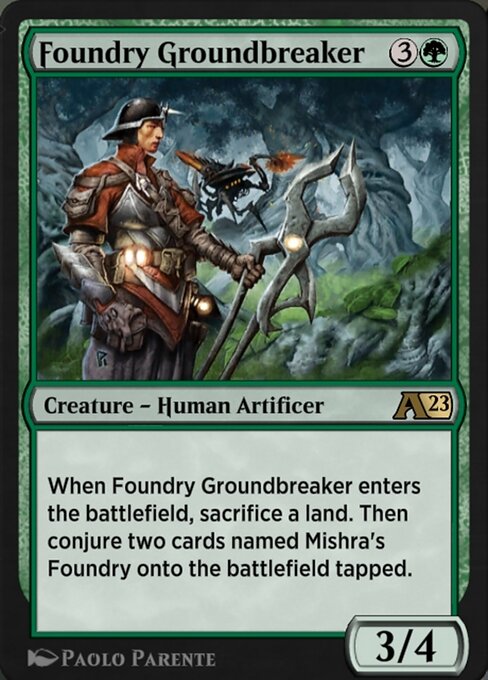 Foundry Groundbreaker 3
Creature – Human Artificer A23
When Foundry Groundbreaker enters
the battlefield, sacrifice a land. Then
conjure two cards named Mishra's
Foundry onto the battlefield tapped.
3/4
PAOLO PARENTE